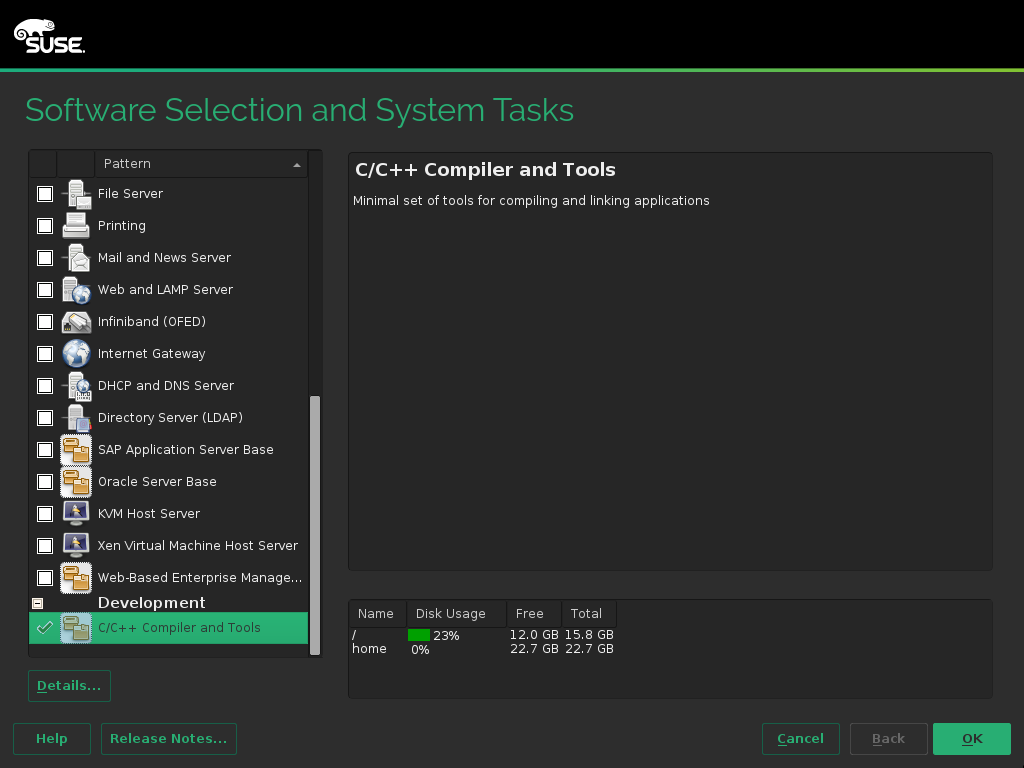 SUSE.
Software Selection and System Tasks
Pattern
File Server
Printing
Mail and News Server
Web and LAMP Server
Infiniband (OFED)
Internet Gateway
DHCP and DNS Server
Directory Server (LDAP)
SAP Application Server Base
Oracle Server Base
KVM Host Server
Xen Virtual Machine Host Server
Web-Based Enterprise Manage...
Development
C/C++ Compiler and Tools
Details...
C/C++ Compiler and Tools
Minimal set of tools for compiling and linking applications
Name Disk Usage Free Total
/ 23% 12.0 GB 15.8 GB
home 0% 22.7 GB 22.7 GB
Help Release Notes... Cancel Back OK